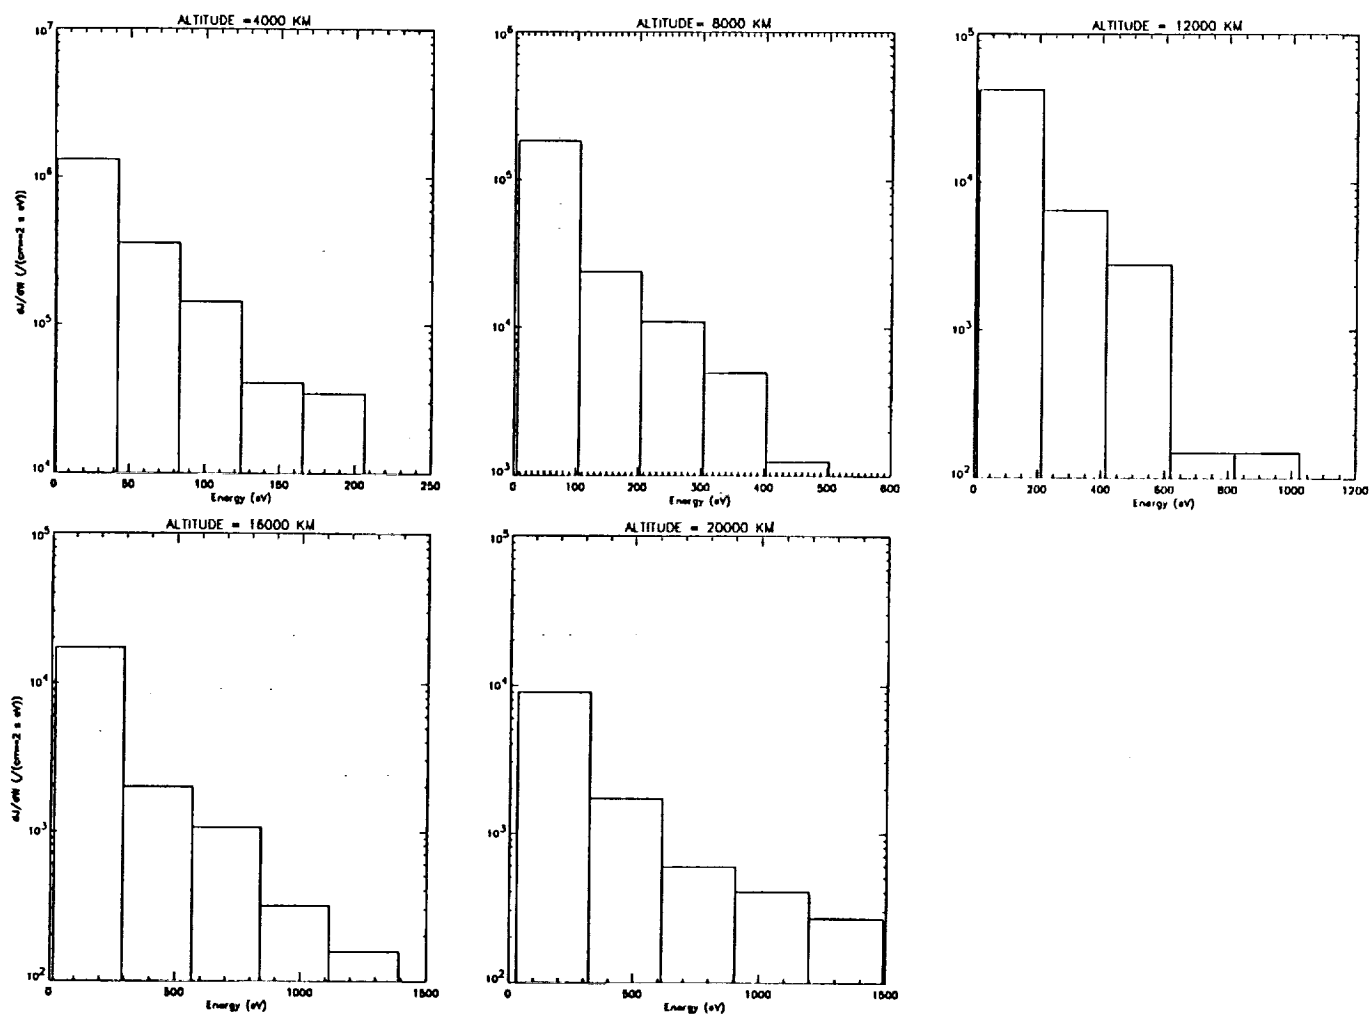 ALTITUDE =4000 KM
10^7
10^6
10^5
10^4
dJ/dW (/(cm**2 s eV))
0 50 100 150 200 250
Energy (eV)
ALTITUDE= 8000 KM
10^6
10^5
10^4
10^3
0 100 200 300 400 500 600
Energy (eV)
ALTITUDE = 12000 KM
10^5
10^4
10^3
10^2
0 200 400 600 800 1000 1200
Energy (eV)
ALTITUDE = 16000 KM
10^5
10^4
10^3
10^2
dJ/dW (/(cm**2 s eV))
0 500 1000 1500
Energy (eV)
ALTITUDE = 20000 KM
10^5
10^4
10^3
10^2
0 500 1000 1500
Energy (eV)